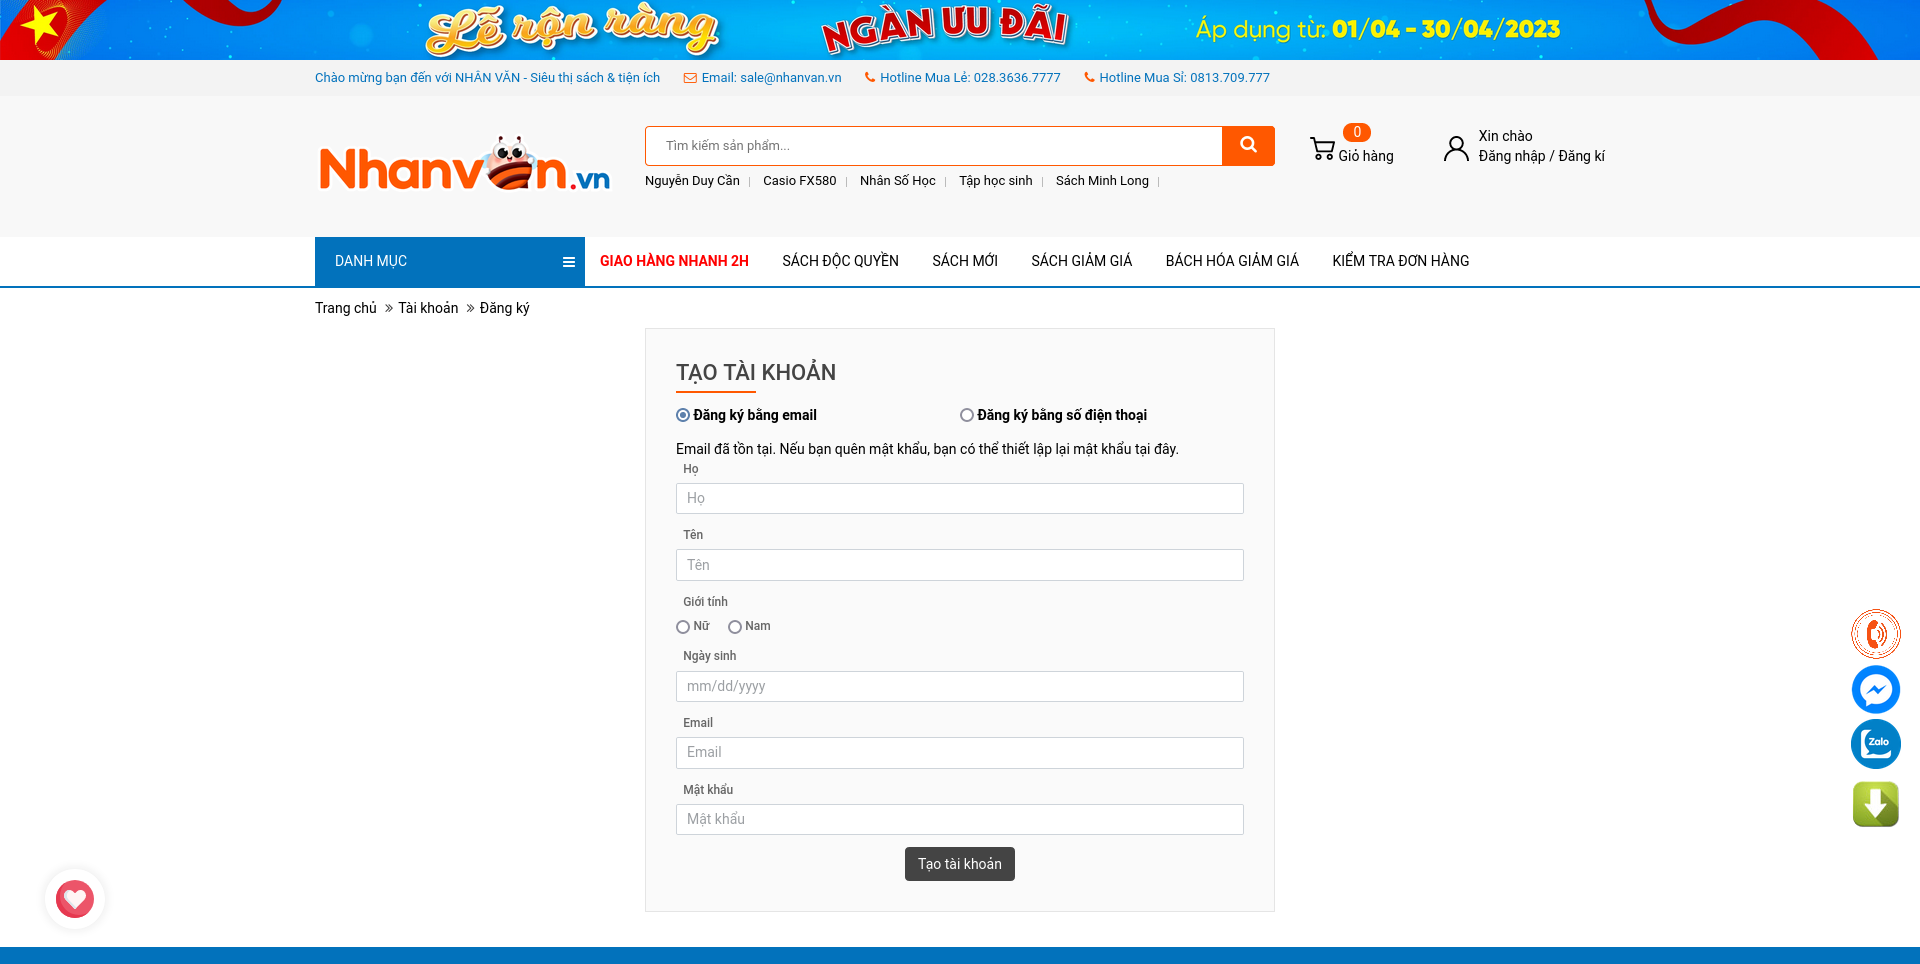 Lễ rộn ràng NGÀN ƯU ĐÃI Áp dụng từ: 01/04 - 30/04/2023
Chào mừng bạn đến với NHÂN VĂN - Siêu thị sách & tiện ích Email: sale@nhanvan.vn Hotline Mua Lẻ: 028.3636.7777 Hotline Mua Sỉ: 0813.709.777
Nhanvăn.vn
Tìm kiếm sản phẩm...
0
Giỏ hàng
Xin chào
Đăng nhập / Đăng kí
Nguyễn Duy Cần Casio FX580 Nhân Số Học Tập học sinh Sách Minh Long
DANH MỤC GIAO HÀNG NHANH 2H SÁCH ĐỘC QUYỀN SÁCH MỚI SÁCH GIẢM GIÁ BÁCH HÓA GIẢM GIÁ KIỂM TRA ĐƠN HÀNG
Trang chủ Tài khoản Đăng ký
TẠO TÀI KHOẢN
Đăng ký bằng email Đăng ký bằng số điện thoại
Email đã tồn tại. Nếu bạn quên mật khẩu, bạn có thể thiết lập lại mật khẩu tại đây.
Họ
Họ
Tên
Tên
Giới tính
Nữ Nam
Ngày sinh
mm/dd/yyyy
Email
Email
Mật khẩu
Mật khẩu
Tạo tài khoản
Zalo